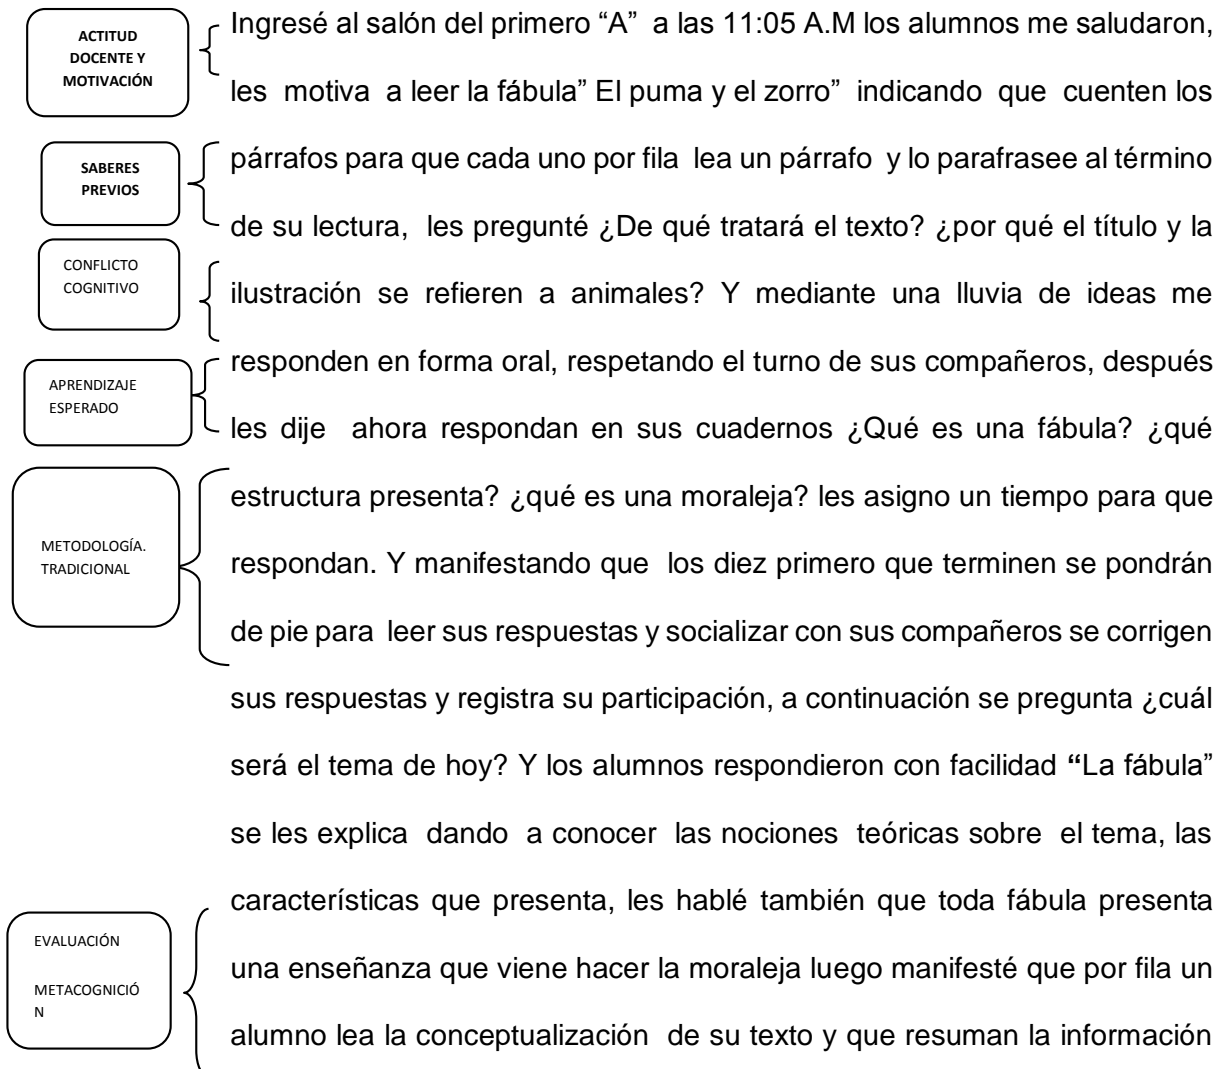 ACTITUD
DOCENTE Y
MOTIVACIÓN
SABERES
PREVIOS
CONFLICTO
COGNITIVO
APRENDIZAJE
ESPERADO
METODOLOGÍA.
TRADICIONAL
EVALUACIÓN
METACOGNICIÓ
N
Ingresé al salón del primero “A” a las 11:05 A.M los alumnos me saludaron,
les motiva a leer la fábula” El puma y el zorro” indicando que cuenten los
párrafos para que cada uno por fila lea un párrafo y lo parafrasee al término
de su lectura, les pregunté ¿De qué tratará el texto? ¿por qué el título y la
ilustración se refieren a animales? Y mediante una lluvia de ideas me
responden en forma oral, respetando el turno de sus compañeros, después
les dije ahora respondan en sus cuadernos ¿Qué es una fábula? ¿qué
estructura presenta? ¿qué es una moraleja? les asigno un tiempo para que
respondan. Y manifestando que los diez primero que terminen se pondrán
de pie para leer sus respuestas y socializar con sus compañeros se corrigen
sus respuestas y registra su participación, a continuación se pregunta ¿cuál
será el tema de hoy? Y los alumnos respondieron con facilidad “La fábula”
se les explica dando a conocer las nociones teóricas sobre el tema, las
características que presenta, les hablé también que toda fábula presenta
una enseñanza que viene hacer la moraleja luego manifesté que por fila un
alumno lea la conceptualización de su texto y que resuman la información